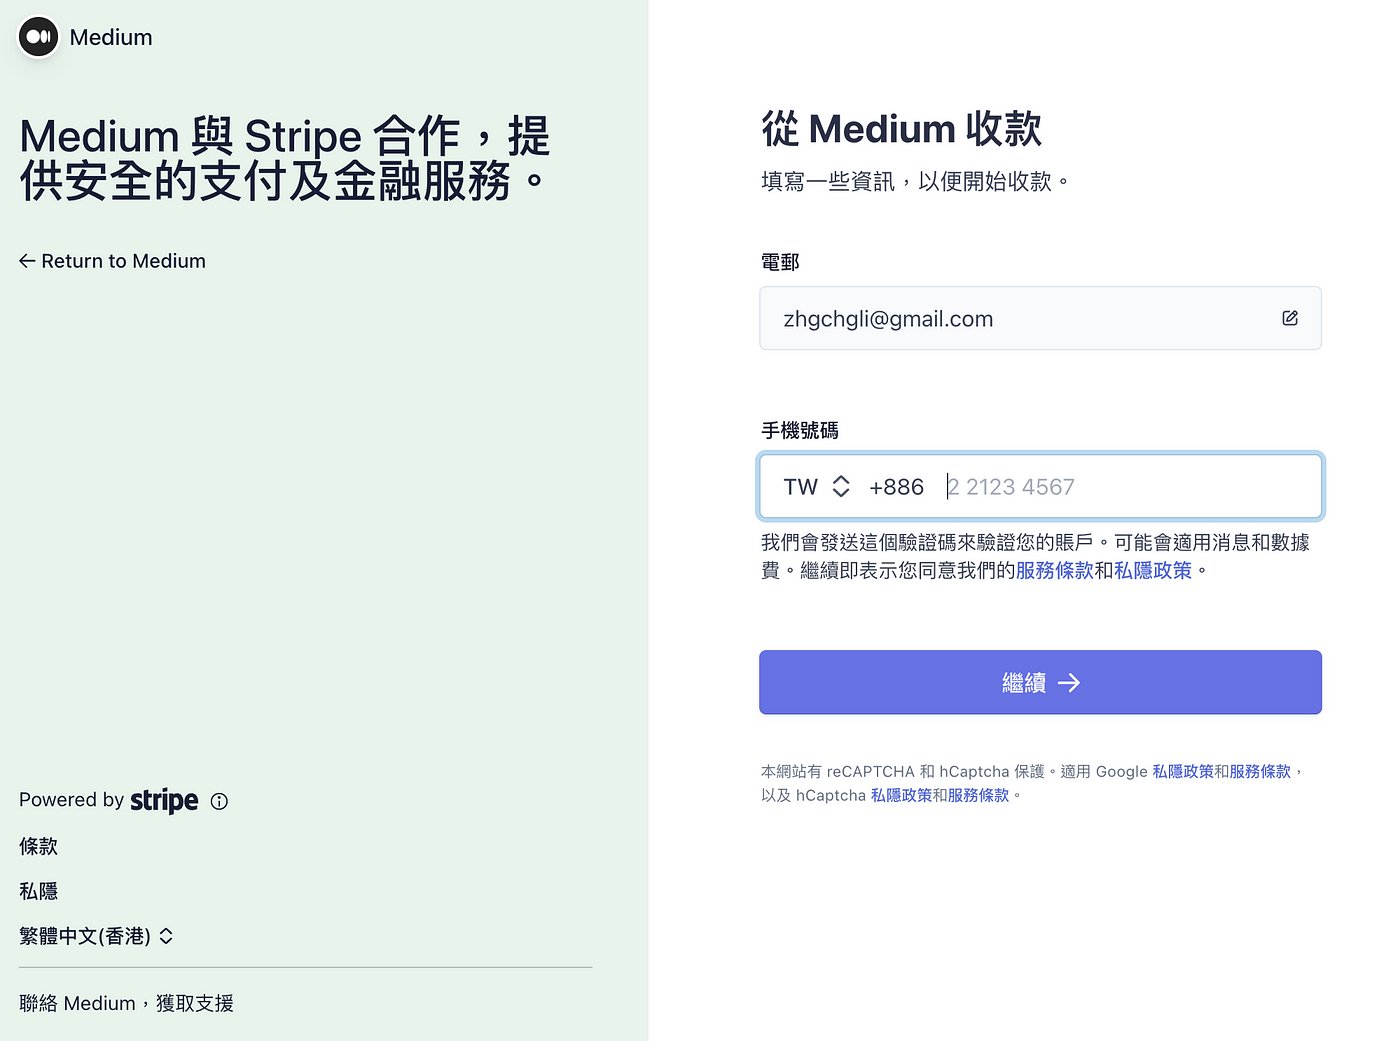 Medium
Medium 與 Stripe 合作，提
供安全的支付及金融服務。
← Return to Medium
Powered by stripe
條款
私隱
繁體中文(香港)
聯絡 Medium，獲取支援
從 Medium 收款
填寫一些資訊，以便開始收款。
電郵
zhgchgli@gmail.com
手機號碼
TW +886 2 2123 4567
我們會發送這個驗證碼來驗證您的賬戶。可能會適用消息和數據
費。繼續即表示您同意我們的服務條款和私隱政策。
繼續 →
本網站有 reCAPTCHA 和 hCaptcha 保護。適用 Google 私隱政策和服務條款，
以及 hCaptcha 私隱政策和服務條款。